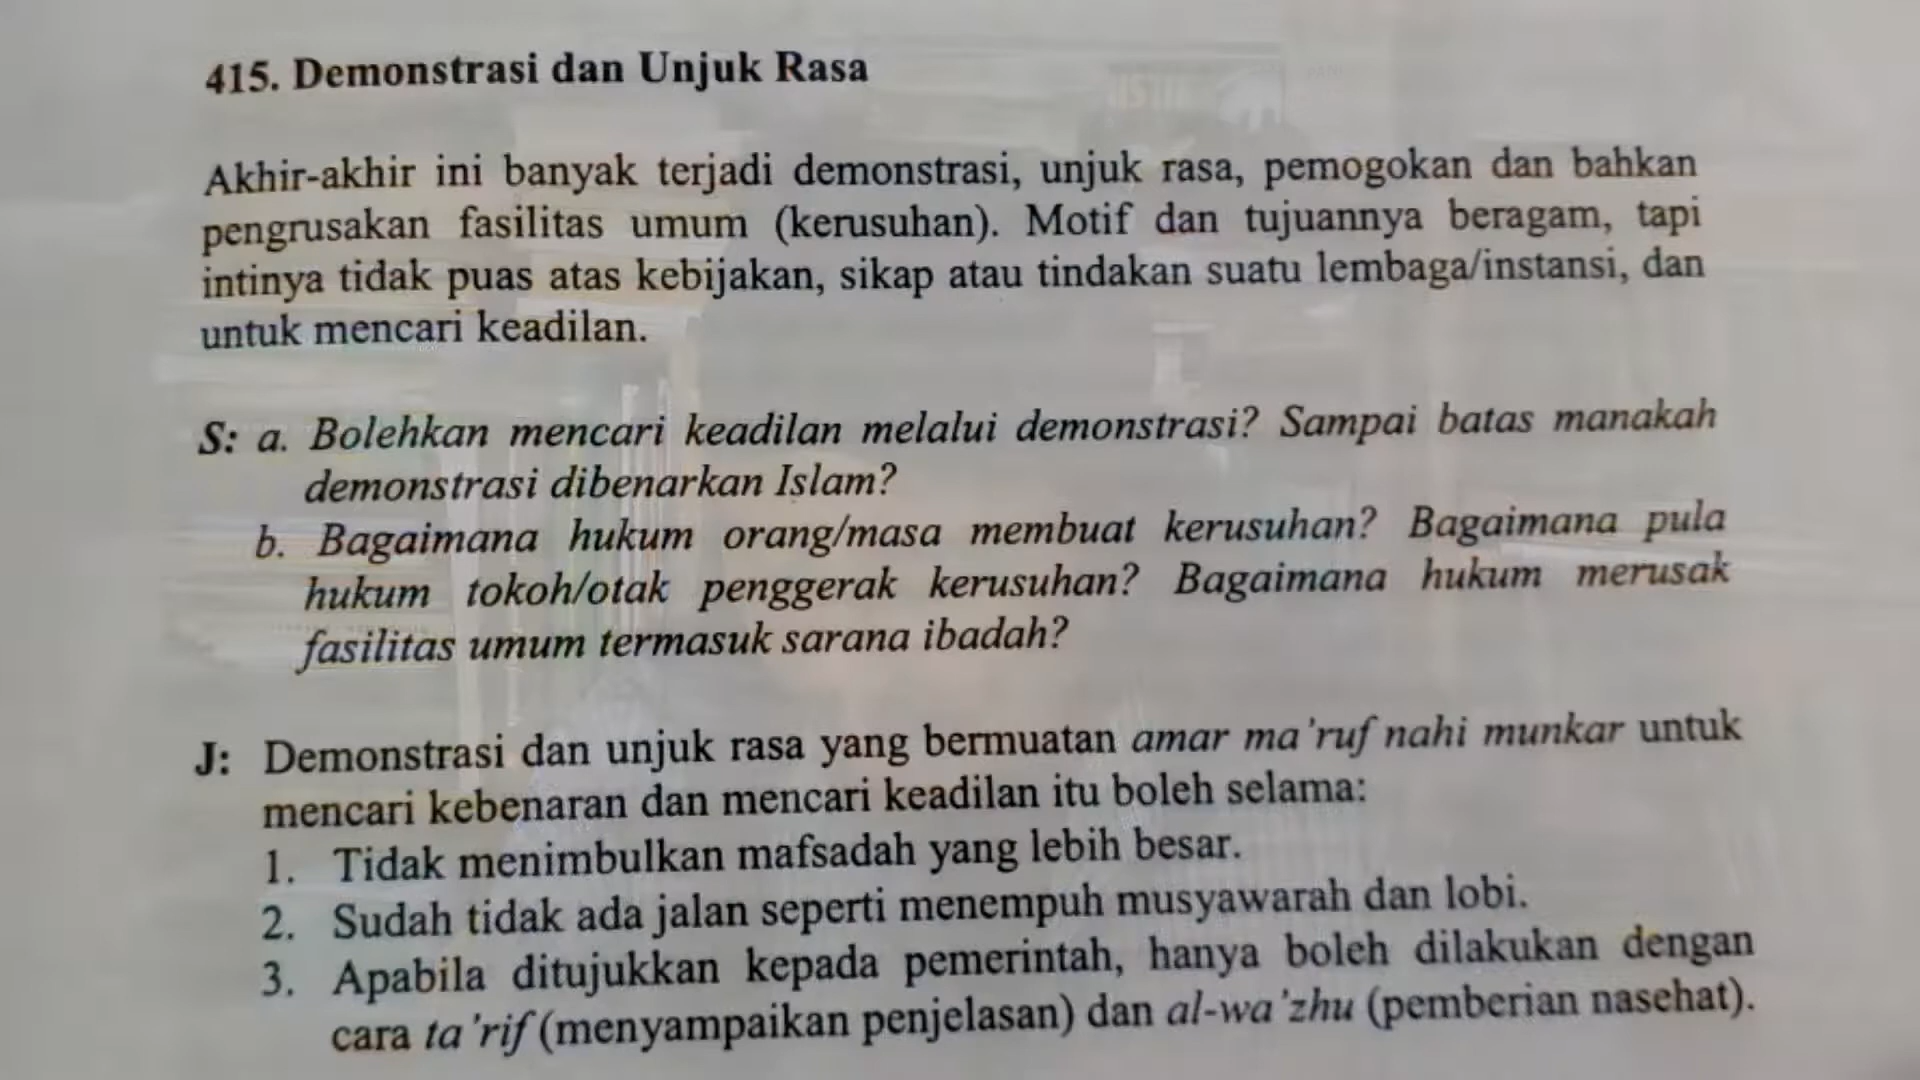 415. Demonstrasi dan Unjuk Rasa
Akhir-akhir ini banyak terjadi demonstrasi, unjuk rasa, pemogokan dan bahkan
pengrusakan fasilitas umum (kerusuhan). Motif dan tujuannya beragam, tapi
intinya tidak puas atas kebijakan, sikap atau tindakan suatu lembaga/instansi, dan
untuk mencari keadilan.
S: a. Bolehkan mencari keadilan melalui demonstrasi? Sampai batas manakah
demonstrasi dibenarkan Islam?
b. Bagaimana hukum orang/masa membuat kerusuhan? Bagaimana pula
hukum tokoh/otak penggerak kerusuhan? Bagaimana hukum merusak
fasilitas umum termasuk sarana ibadah?
J: Demonstrasi dan unjuk rasa yang bermuatan amar ma'ruf nahi munkar untuk
mencari kebenaran dan mencari keadilan itu boleh selama:
1. Tidak menimbulkan mafsadah yang lebih besar.
2. Sudah tidak ada jalan seperti menempuh musyawarah dan lobi.
3. Apabila ditujukkan kepada pemerintah, hanya boleh dilakukan dengan
cara ta'rif (menyampaikan penjelasan) dan al-wa'zhu (pemberian nasehat).